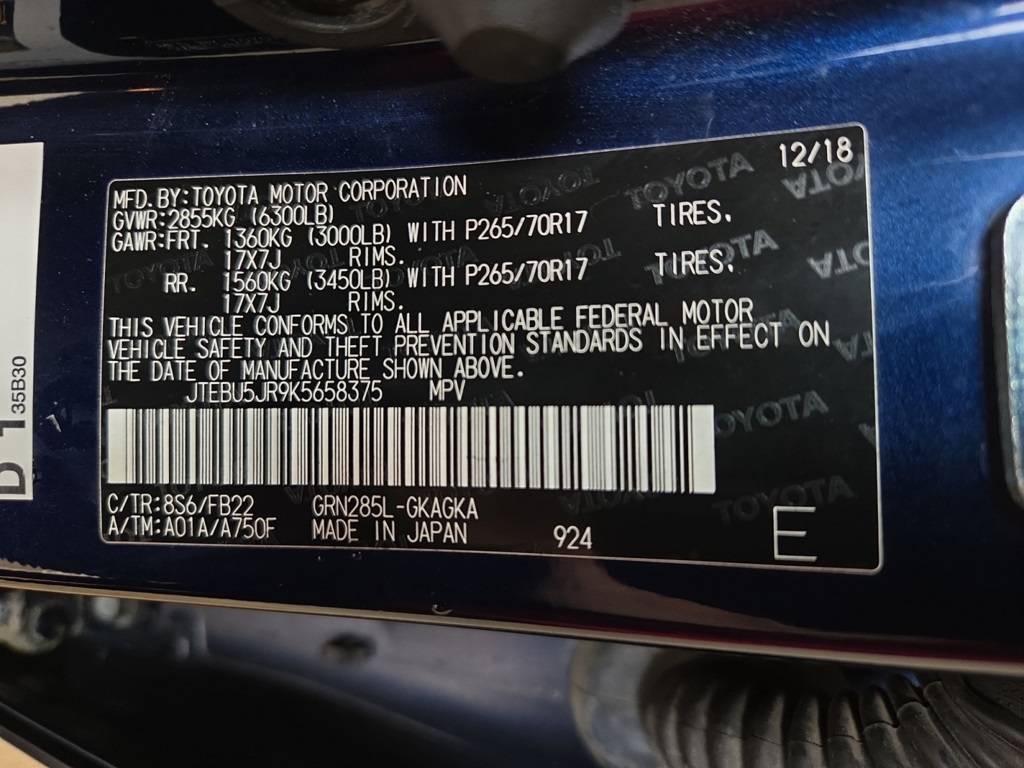 12/18
MFD. BY: TOYOTA MOTOR CORPORATION
GVWR: 2855KG (6300LB)
GAWR: FRT. 1360KG (3000LB) WITH P265/70R17 TIRES.
17X7J RIMS.
RR. 1560KG (3450LB) WITH P265/70R17 TIRES.
17X7J RIMS.
THIS VEHICLE CONFORMS TO ALL APPLICABLE FEDERAL MOTOR
VEHICLE SAFETY AND THEFT PREVENTION STANDARDS IN EFFECT ON
THE DATE OF MANUFACTURE SHOWN ABOVE.
JTEBU5JR9K5658375 MPV
C/TR: 8S6/FB22 GRN285L-GKAGKA
A/TM: A01A/A750F MADE IN JAPAN 924
E
35B30